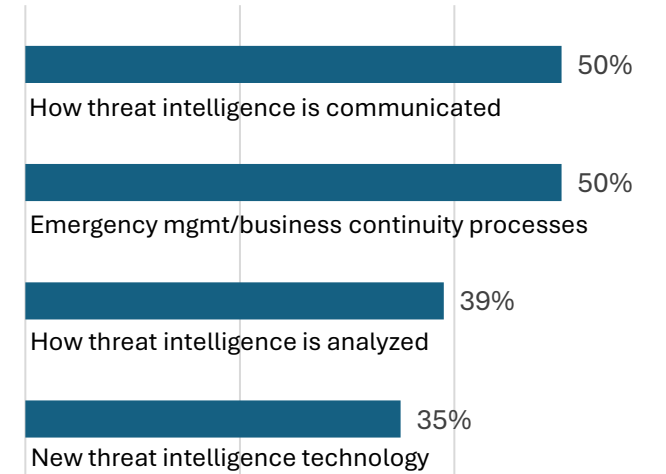 50%
How threat intelligence is communicated
50%
Emergency mgmt/business continuity processes
39%
How threat intelligence is analyzed
35%
New threat intelligence technology